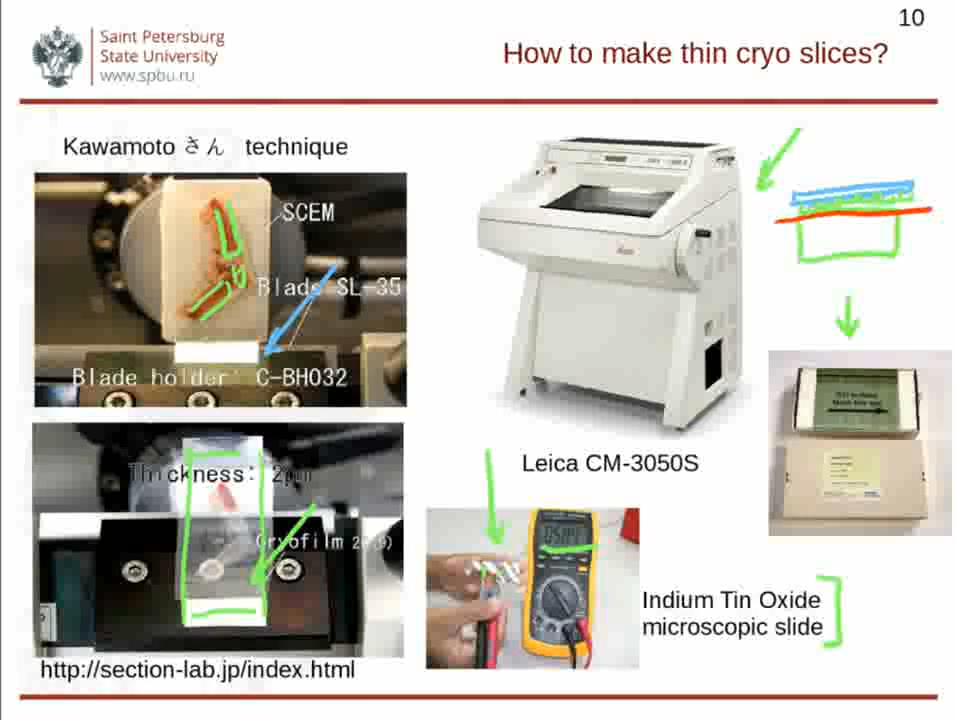 10
Saint Petersburg
State University
www.spbu.ru
How to make thin cryo slices?
Kawamoto さん technique
SCEM
Blade SL-35
Blade holder: C-BH032
Thickness: 2μm
Cryofilm
Leica CM-3050S
Indium Tin Oxide
microscopic slide
http://section-lab.jp/index.html